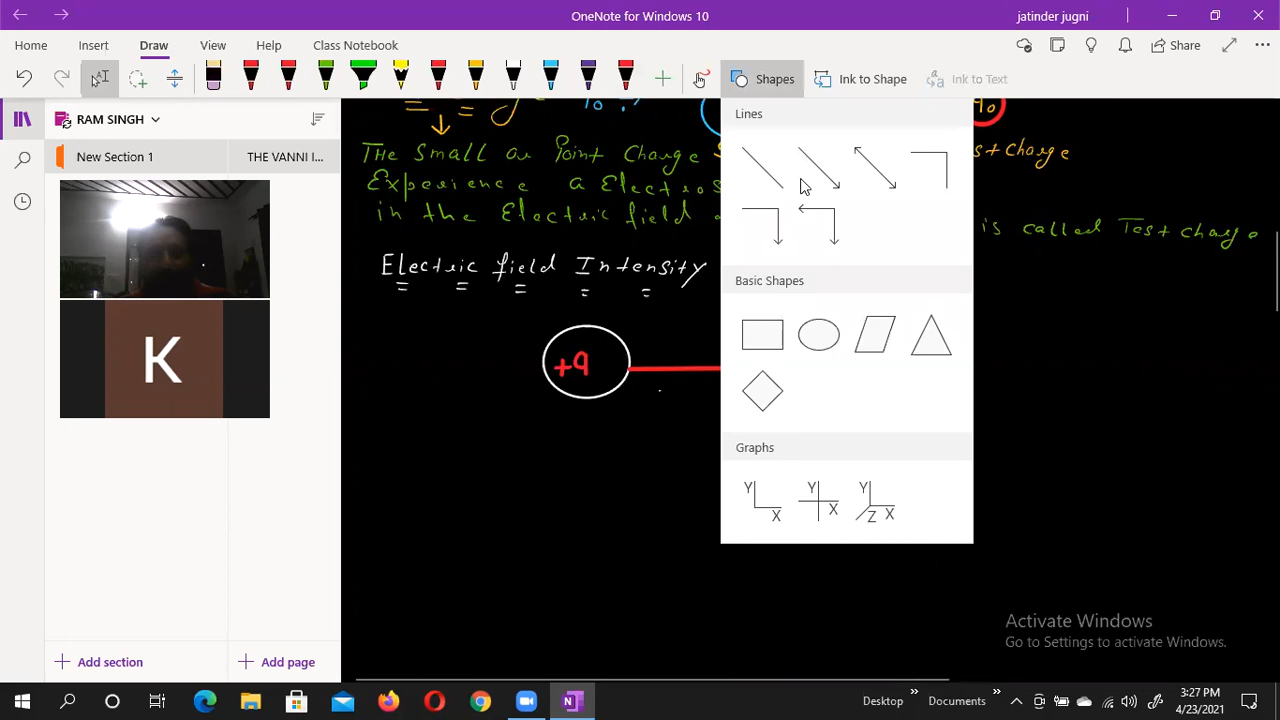 OneNote for Windows 10
jatinder jugni
Home Insert Draw View Help Class Notebook
Share
Shapes
Ink to Shape
Ink to Text
RAM SINGH
New Section 1
THE VANNI I...
K
Add section
Add page
Lines
Basic Shapes
Graphs
Y
X
Y
X
Y
Z
X
The Small or Point Charge
st charge
Experience a Electros
in the Electric field
is called Test charge
Electric field Intensity
+q
Activate Windows
Go to Settings to activate Windows.
Desktop
Documents
3:27 PM
4/23/2021